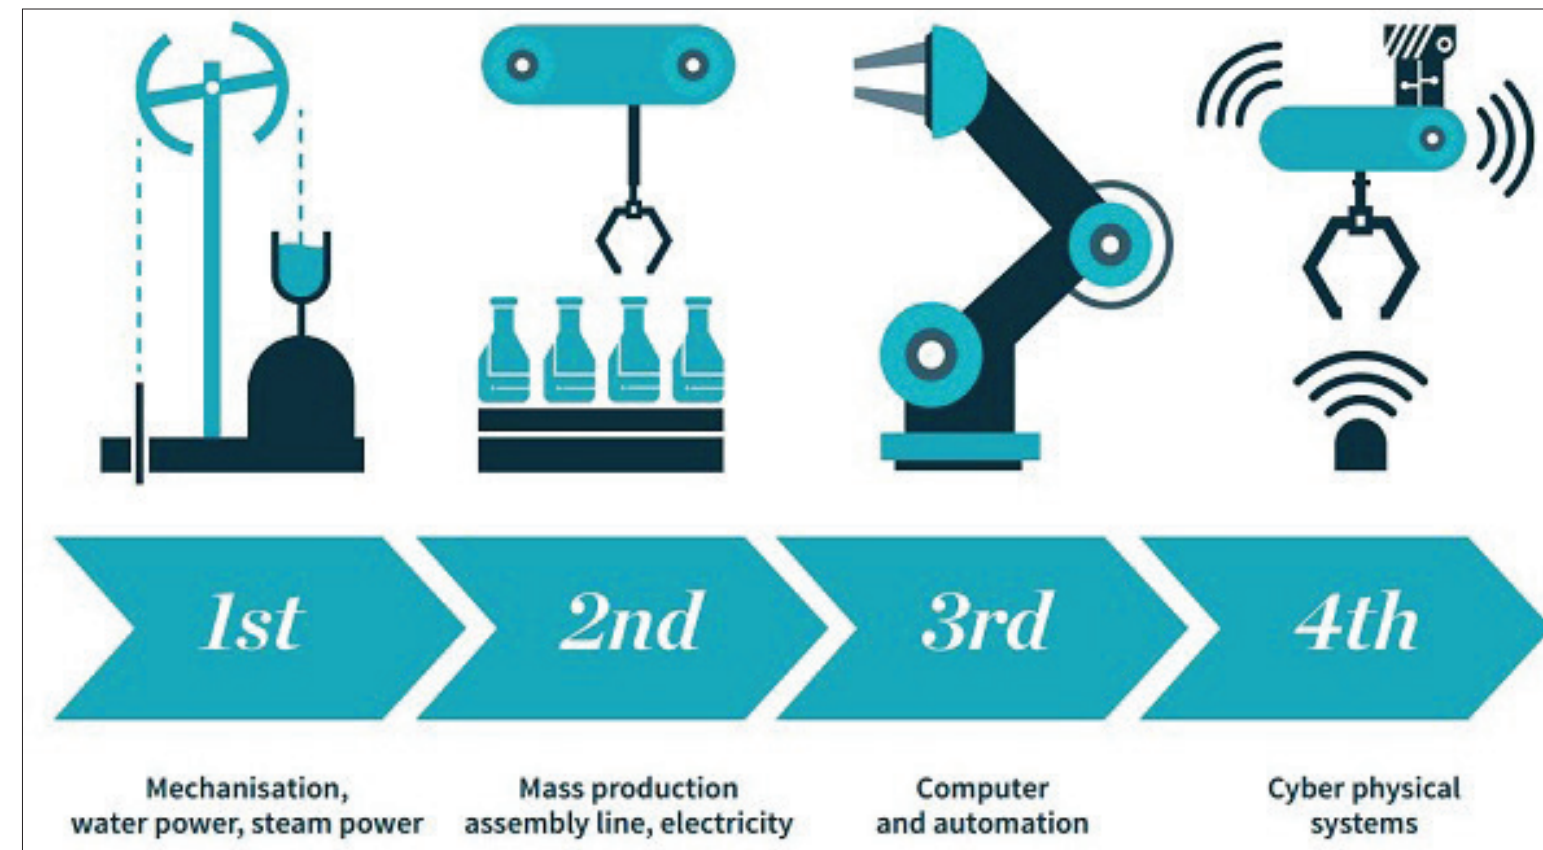 1st
2nd
3rd
4th
Mechanisation,
water power, steam power
Mass production
assembly line, electricity
Computer
and automation
Cyber physical
systems